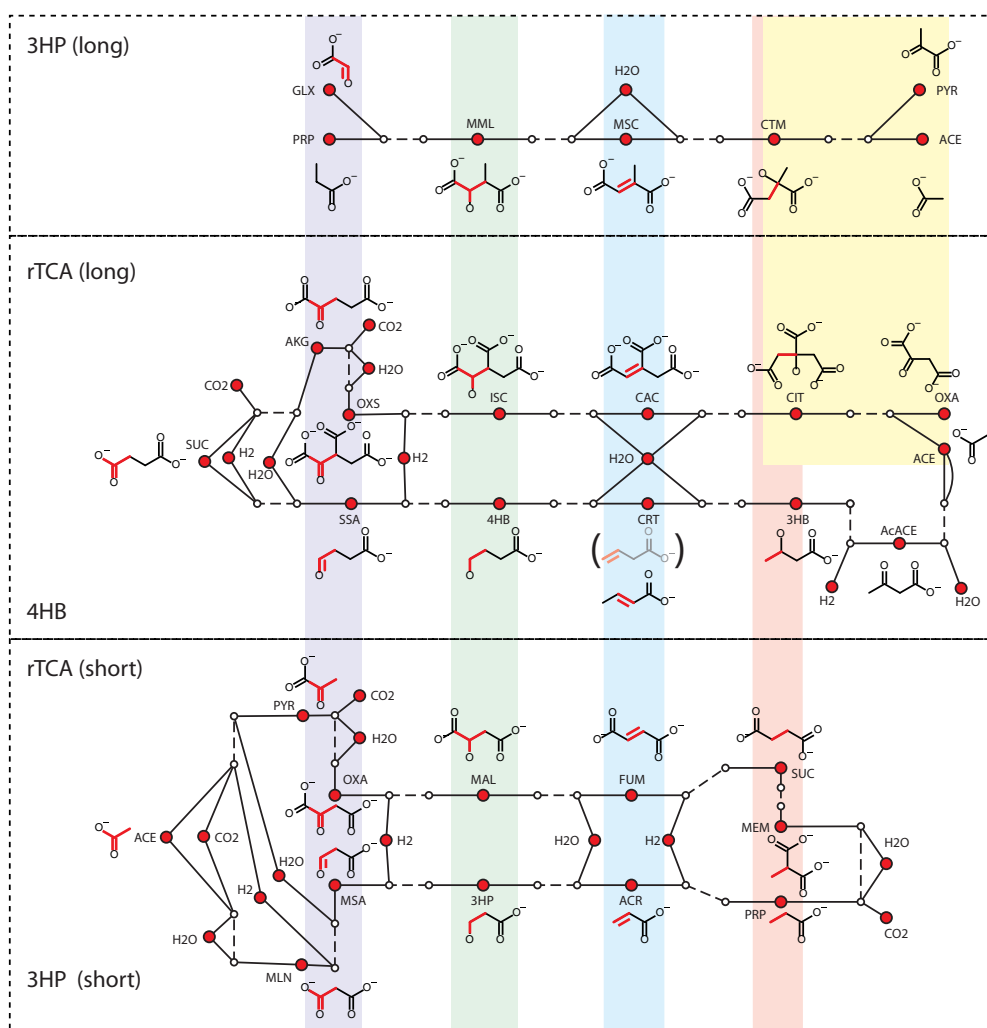 3HP (long)
GLX
H2O
PYR
PRP
MML
MSC
CTM
ACE
rTCA (long)
CO2
AKG
H2O
CO2
OXS
ISC
CAC
CIT
OXA
SUC
H2
H2O
H2
H2O
ACE
SSA
4HB
CRT
3HB
AcACE
H2
H2O
4HB
rTCA (short)
PYR
CO2
H2O
OXA
MAL
FUM
SUC
ACE
CO2
H2O
H2
H2O
H2
MEM
H2O
H2
MSA
3HP
ACR
PRP
CO2
H2O
MLN
3HP (short)